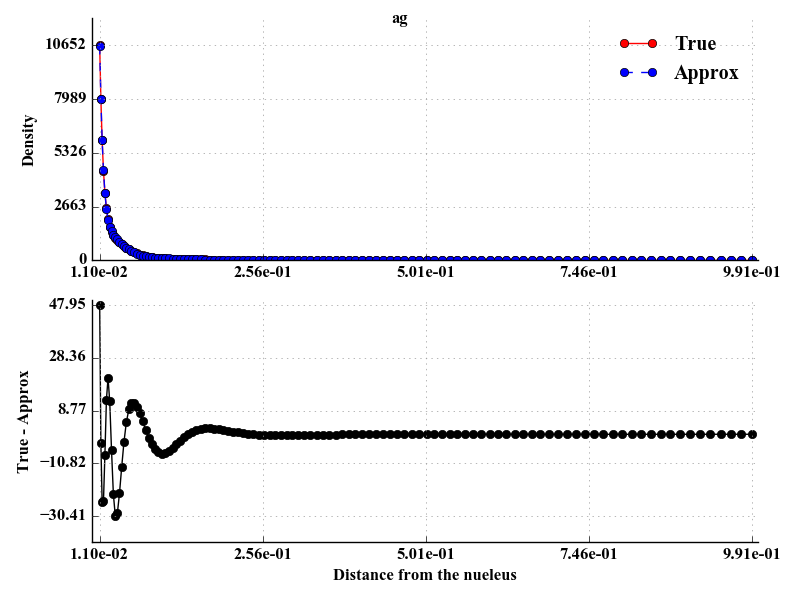 ag
10652
7989
5326
2663
0
Density
True
Approx
1.10e-02 2.56e-01 5.01e-01 7.46e-01 9.91e-01
47.95
28.36
8.77
−10.82
−30.41
True - Approx
1.10e-02 2.56e-01 5.01e-01 7.46e-01 9.91e-01
Distance from the nueleus